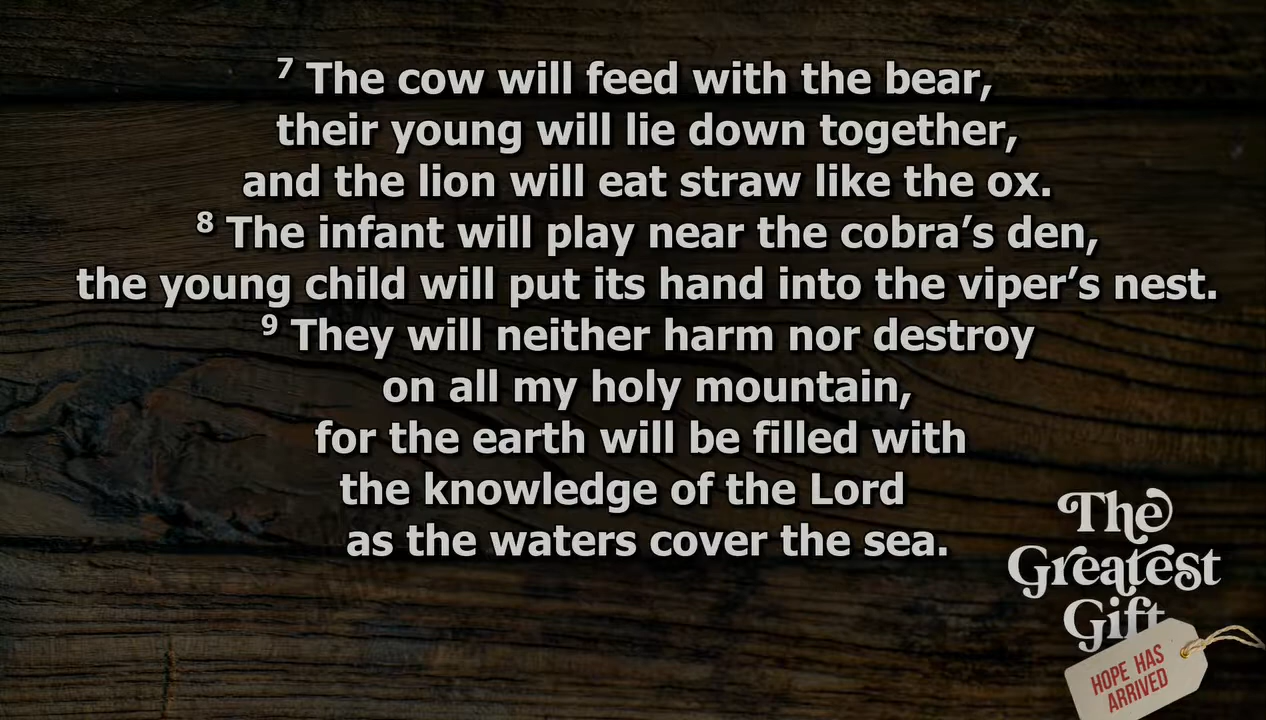 7 The cow will feed with the bear,
their young will lie down together,
and the lion will eat straw like the ox.
8 The infant will play near the cobra’s den,
the young child will put its hand into the viper’s nest.
9 They will neither harm nor destroy
on all my holy mountain,
for the earth will be filled with
the knowledge of the Lord
as the waters cover the sea.
The
Greatest
Gift
HOPE HAS
ARRIVED